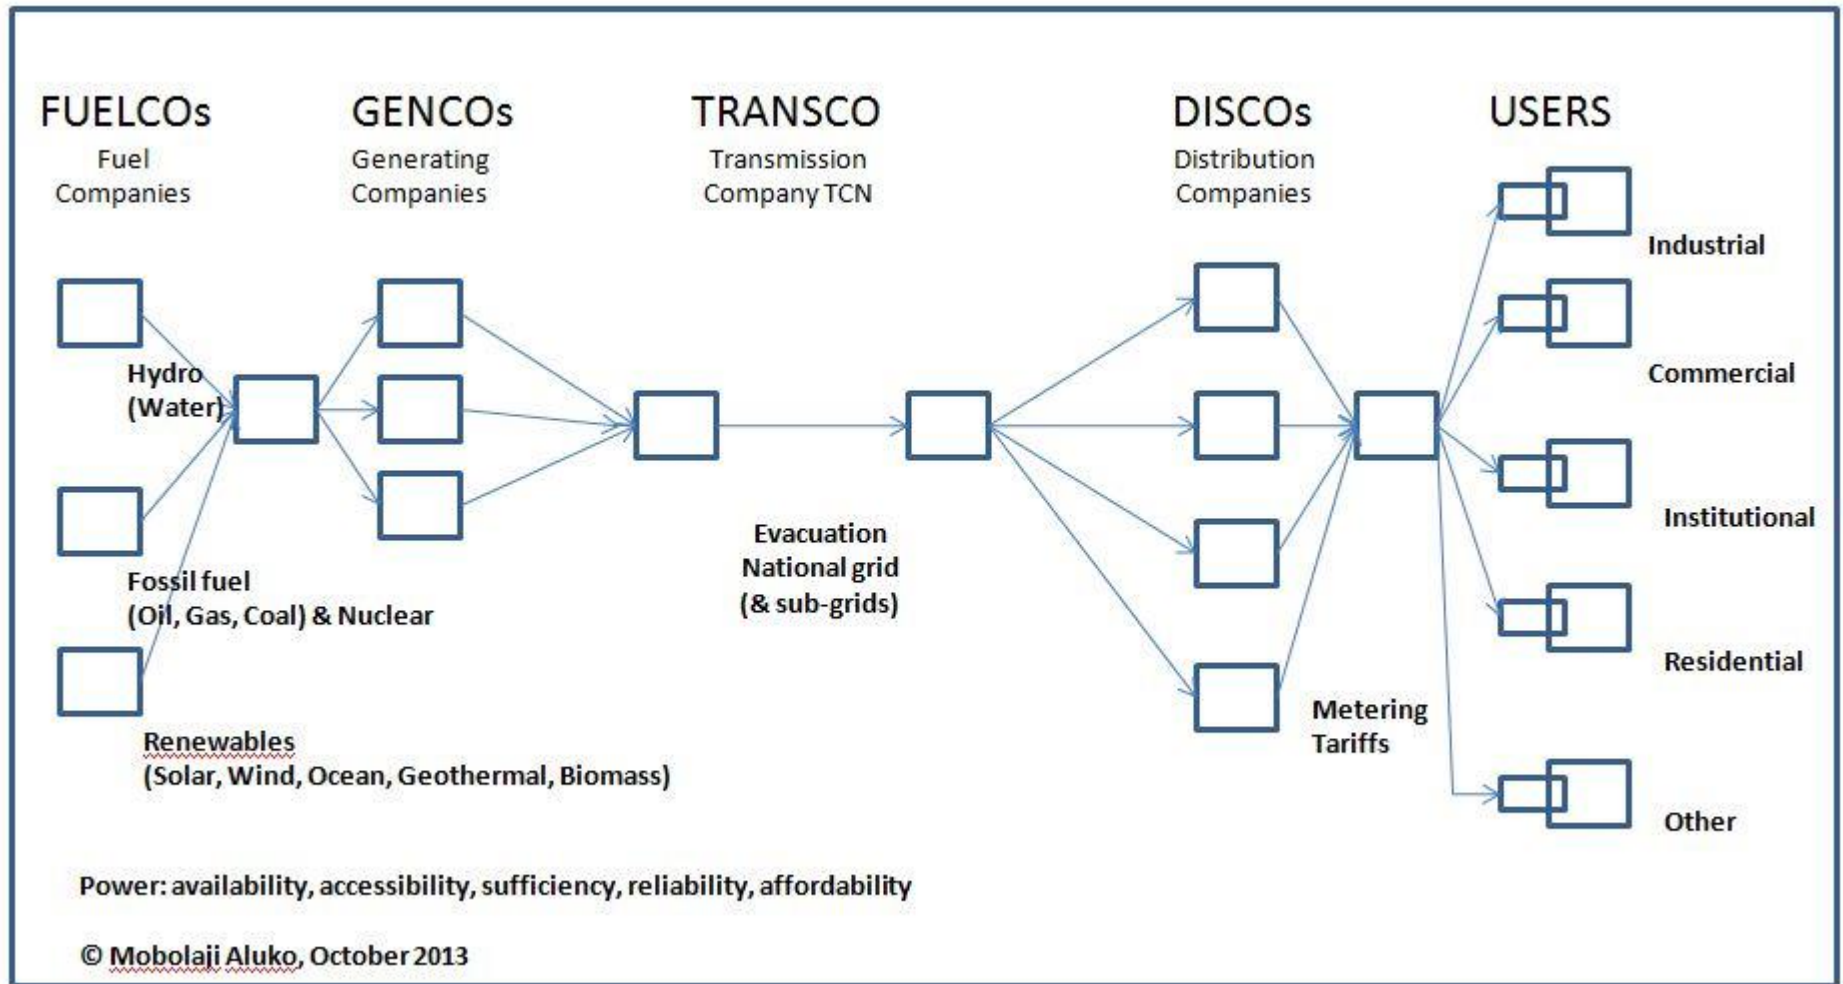 FUELCOs
Fuel
Companies
GENCOs
Generating
Companies
TRANSCO
Transmission
Company TCN
DISCOs
Distribution
Companies
USERS
Industrial
Commercial
Institutional
Residential
Other
Hydro
(Water)
Fossil fuel
(Oil, Gas, Coal) & Nuclear
Renewables
(Solar, Wind, Ocean, Geothermal, Biomass)
Evacuation
National grid
(& sub-grids)
Metering
Tariffs
Power: availability, accessibility, sufficiency, reliability, affordability
© Mobolaji Aluko, October 2013